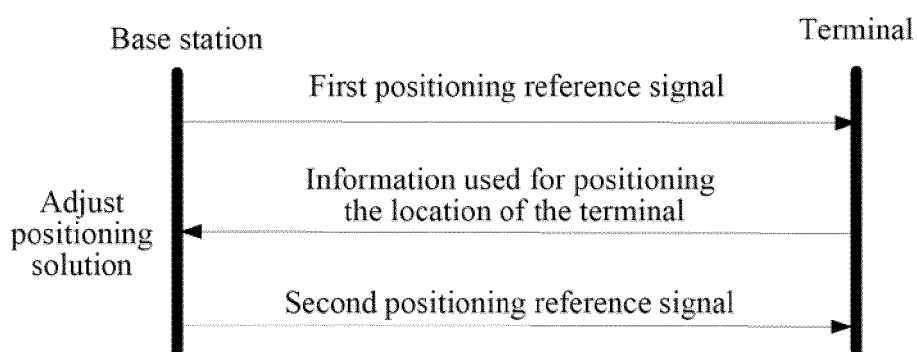 Base station
Terminal
First positioning reference signal
Information used for positioning
the location of the terminal
Adjust
positioning
solution
Second positioning reference signal